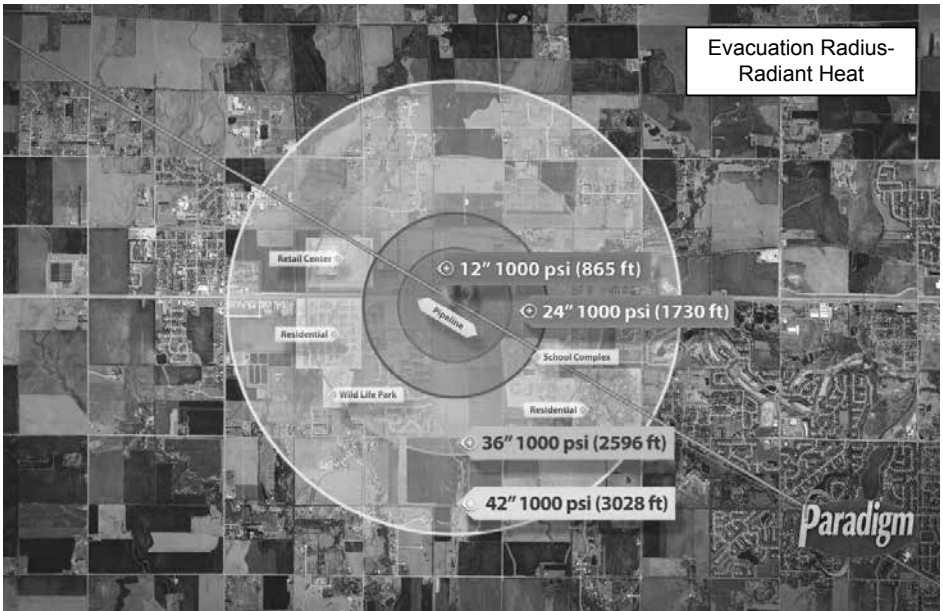 Evacuation Radius-
Radiant Heat
Retail Center
12" 1000 psi (865 ft)
24" 1000 psi (1730 ft)
Pipeline
Residential
School Complex
Wild Life Park
Residential
36" 1000 psi (2596 ft)
42" 1000 psi (3028 ft)
Paradigm